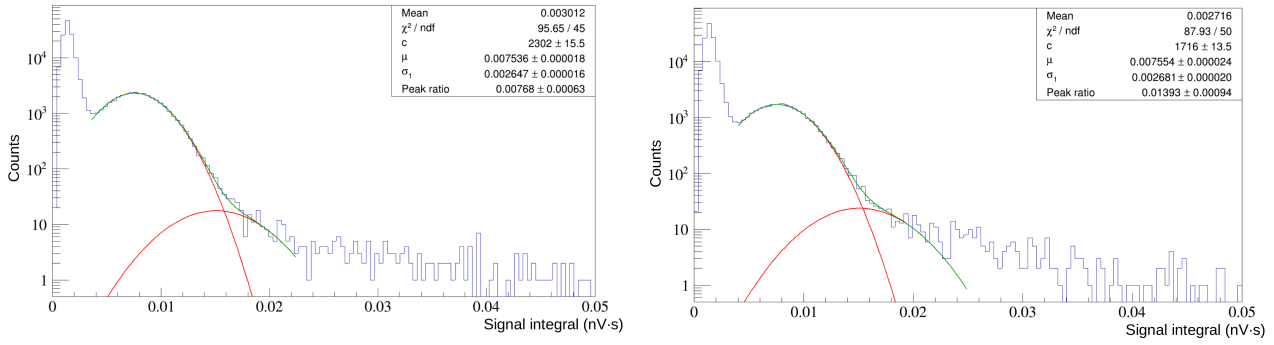 Mean 0.003012
χ² / ndf 95.65 / 45
c 2302 ± 15.5
μ 0.007536 ± 0.000018
σ₁ 0.002647 ± 0.000016
Peak ratio 0.00768 ± 0.00063
Counts
10⁴
10³
10²
10
1
0 0.01 0.02 0.03 0.04 0.05
Signal integral (nV·s)
Mean 0.002716
χ² / ndf 87.93 / 50
c 1716 ± 13.5
μ 0.007554 ± 0.000024
σ₁ 0.002681 ± 0.000020
Peak ratio 0.01393 ± 0.00094
Counts
10⁴
10³
10²
10
1
0 0.01 0.02 0.03 0.04 0.05
Signal integral (nV·s)